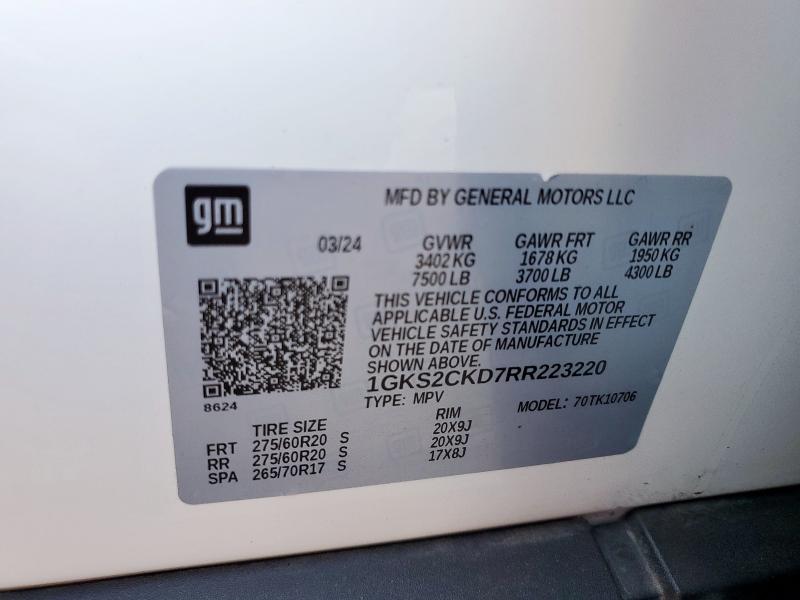 gm
MFD BY GENERAL MOTORS LLC
03/24 GVWR GAWR FRT GAWR RR
3402 KG 1678 KG 1950 KG
7500 LB 3700 LB 4300 LB
THIS VEHICLE CONFORMS TO ALL
APPLICABLE U.S. FEDERAL MOTOR
VEHICLE SAFETY STANDARDS IN EFFECT
ON THE DATE OF MANUFACTURE
SHOWN ABOVE.
1GKS2CKD7RR223220
8624
TYPE: MPV MODEL: 70TK10706
TIRE SIZE RIM
FRT 275/60R20 S 20X9J
RR 275/60R20 S 20X9J
SPA 265/70R17 S 17X8J